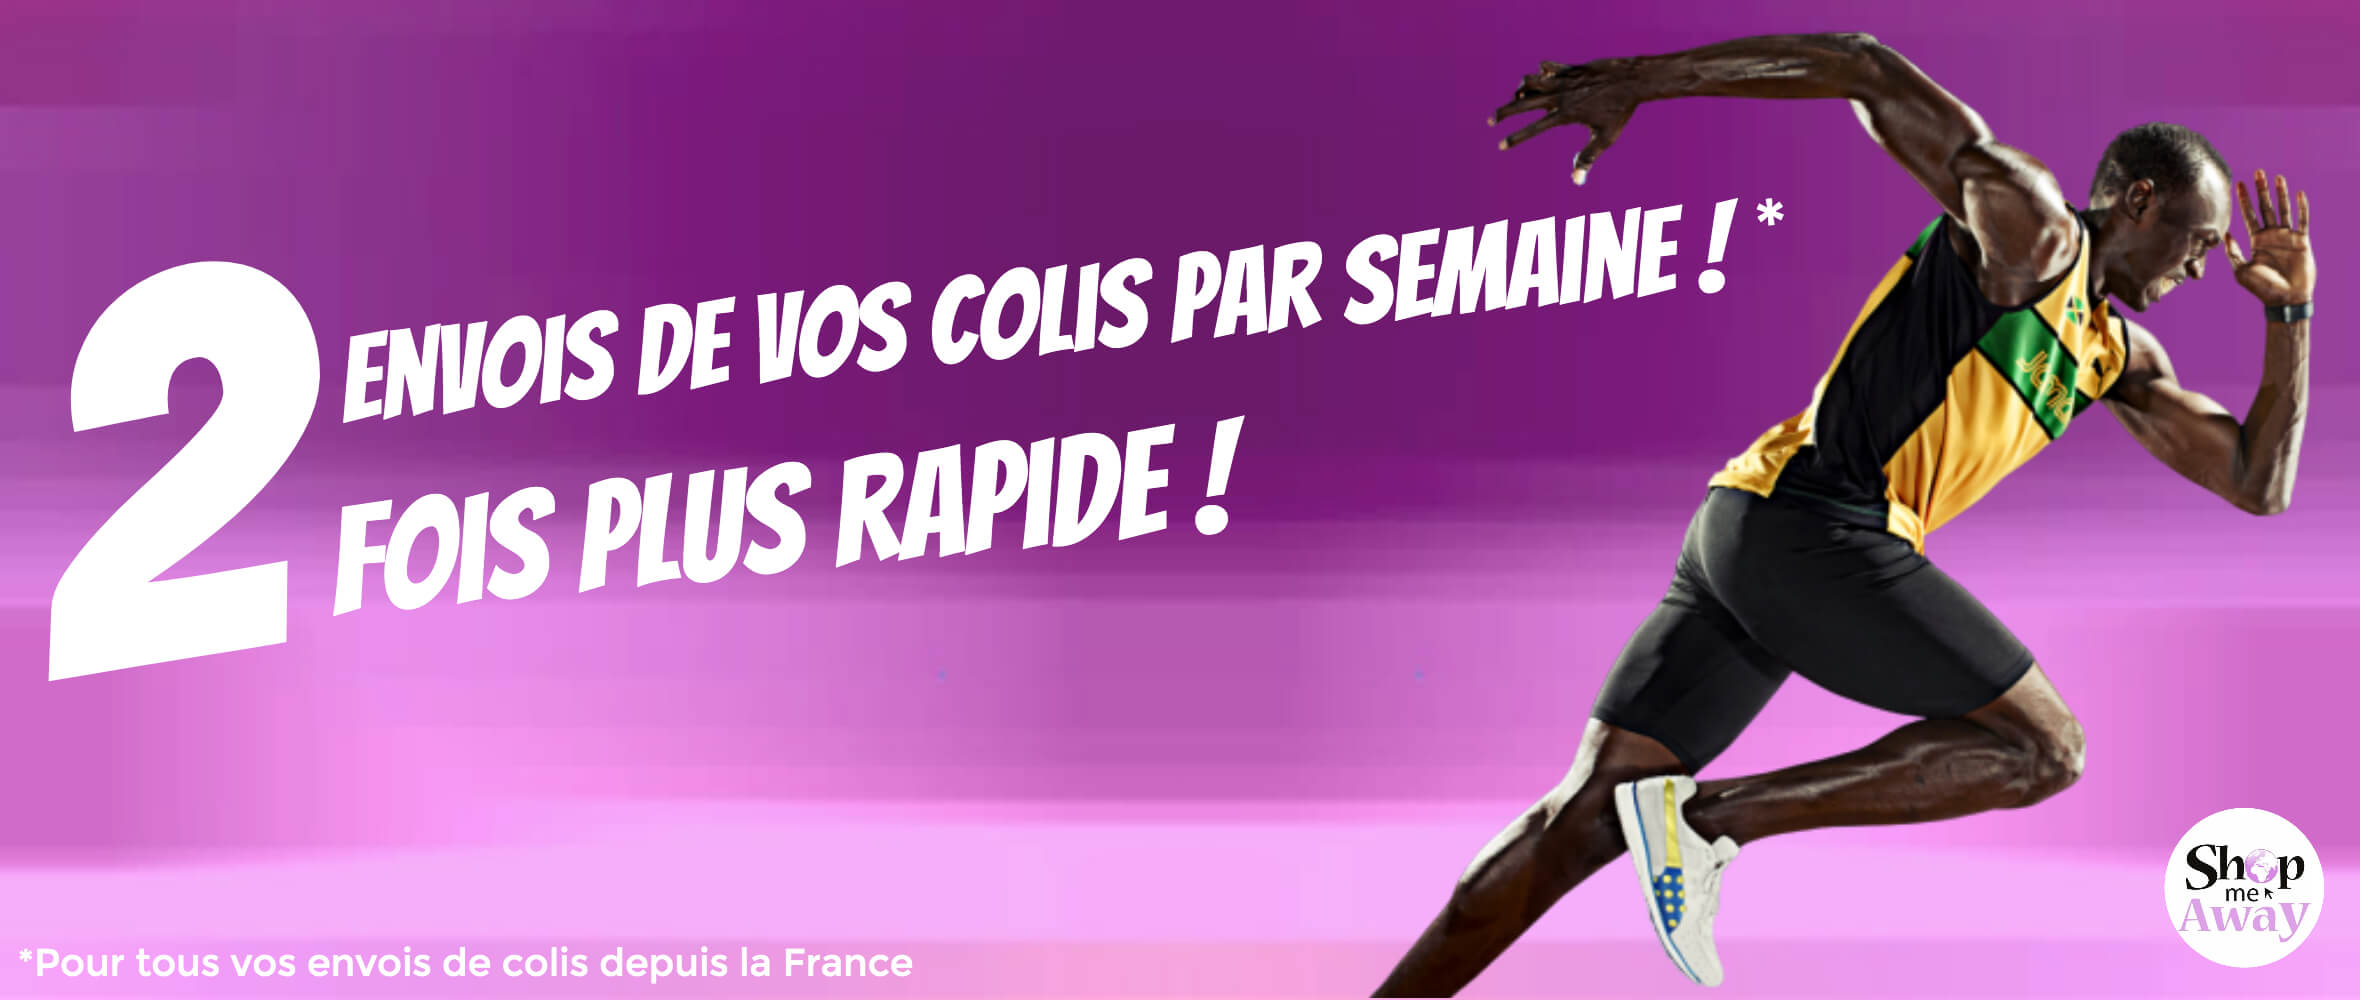 2 ENVOIS DE VOS COLIS PAR SEMAINE ! *
FOIS PLUS RAPIDE !
*Pour tous vos envois de colis depuis la France
Shop
me
Away